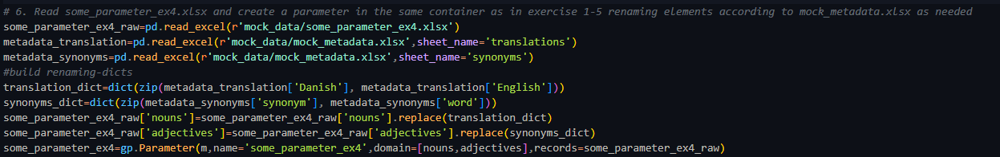 # 6. Read some_parameter_ex4.xlsx and create a parameter in the same container as in exercise 1-5 renaming elements according to mock_metadata.xlsx as needed
some_parameter_ex4_raw=pd.read_excel(r'mock_data/some_parameter_ex4.xlsx')
metadata_translation=pd.read_excel(r'mock_data/mock_metadata.xlsx',sheet_name='translations')
metadata_synonyms=pd.read_excel(r'mock_data/mock_metadata.xlsx',sheet_name='synonyms')
#build renaming-dicts
translation_dict=dict(zip(metadata_translation['Danish'], metadata_translation['English']))
synonyms_dict=dict(zip(metadata_synonyms['synonym'], metadata_synonyms['word']))
some_parameter_ex4_raw['nouns']=some_parameter_ex4_raw['nouns'].replace(translation_dict)
some_parameter_ex4_raw['adjectives']=some_parameter_ex4_raw['adjectives'].replace(synonyms_dict)
some_parameter_ex4=gp.Parameter(m,name='some_parameter_ex4',domain=[nouns,adjectives],records=some_parameter_ex4_raw)